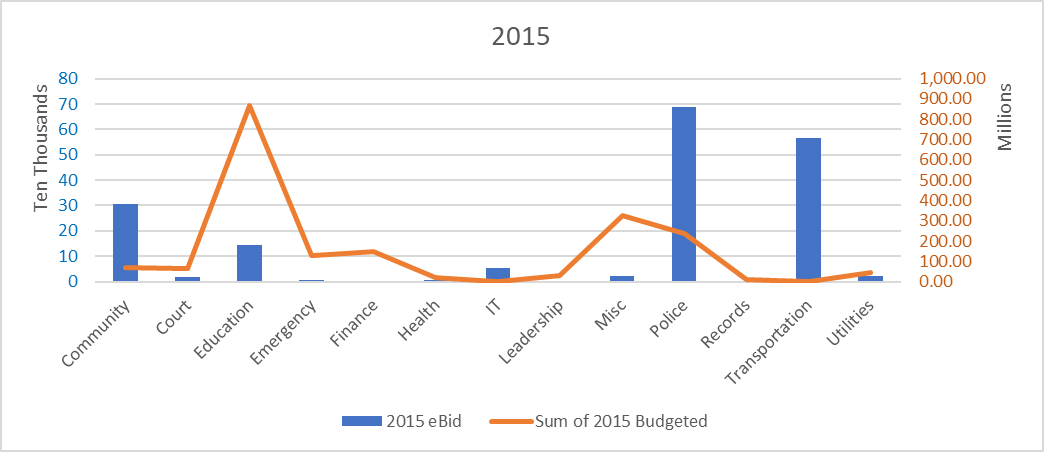 2015
Ten Thousands
80
70
60
50
40
30
20
10
0
1,000.00
900.00
800.00
700.00
600.00
500.00
400.00
300.00
200.00
100.00
0.00
Millions
Community
Court
Education
Emergency
Finance
Health
IT
Leadership
Misc
Police
Records
Transportation
Utilities
2015 eBid
Sum of 2015 Budgeted